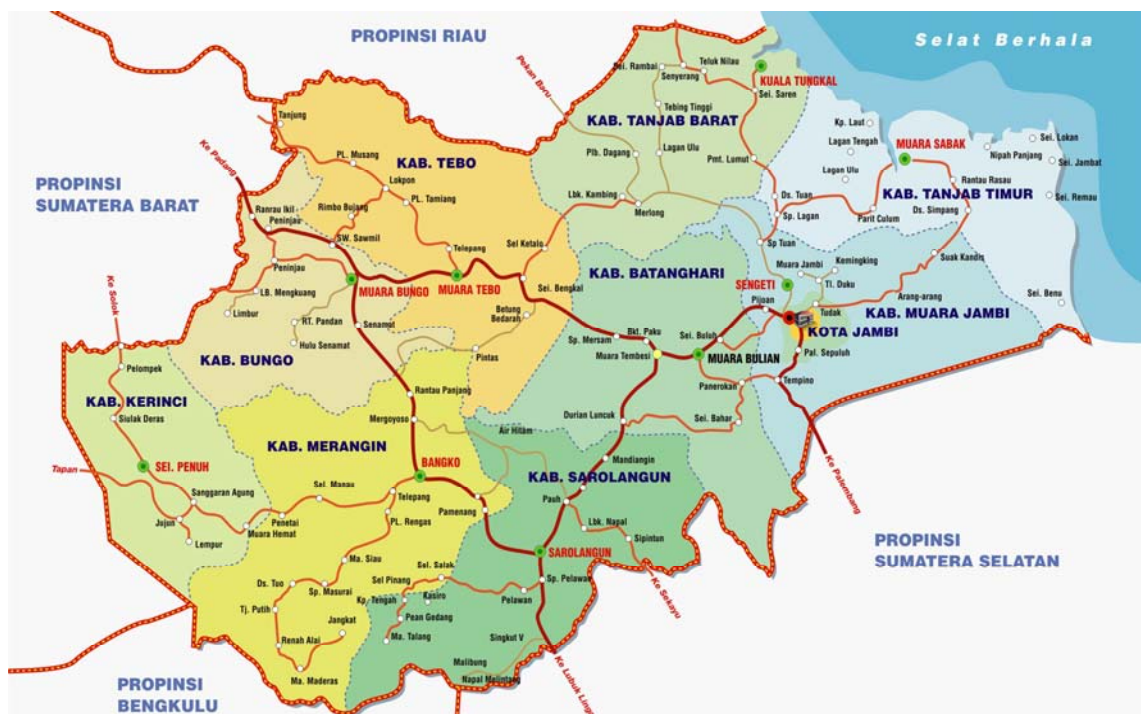 PROPINSI RIAU
Selat Berhala
Pekan Baru
Sei. Rambai
Teluk Nilau
Senyerang
KUALA TUNGKAL
Sei. Saren
Tebing Tinggi
KAB. TANJAB BARAT
Kp. Laut
Tanjung
Lagan Tengah
MUARA SABAK
Sei. Lokan
Nipah Panjang
Sei. Jambat
PL. Musang
KAB. TEBO
Plb. Dagang
Lagan Ulu
Pmt. Lumut
Lagan Ulu
Rantau Rasau
Ke Padang
Lokpon
PROPINSI
SUMATERA BARAT
Lbk. Kambing
Merlong
Ds. Tuan
KAB. TANJAB TIMUR
Sei. Remau
Ranrau Ikil
Rimbo Bujang
PL. Tamiang
Sp. Lagan
Parit Culum
Ds. Simpang
Peninjau
SW. Sawmil
Telepang
Sel Ketalo
Sp Tuan
Peninjau
KAB. BATANGHARI
Muara Jambi
Kemingking
Suak Kandis
Ke Solok
MUARA BUNGO
MUARA TEBO
Sei. Bengkal
SENGETI
Tl. Duku
LB. Mengkuang
Arang-arang
Sei. Benu
Limbur
RT. Pandan
Senamat
Betung
Bedarah
Pijoan
Tudak
KAB. MUARA JAMBI
Hulu Senamat
Bkt. Paku
Sp. Mersam
Sei. Buluh
KOTA JAMBI
KAB. BUNGO
Pintas
Muara Tembesi
MUARA BULIAN
Pal. Sepuluh
Pelompek
Rantau Panjang
Panerokan
Tempino
KAB. KERINCI
Siulak Deras
Mergoyoso
Air Hitam
Durian Luncuk
Sei. Bahar
KAB. MERANGIN
Tapan
SEI. PENUH
BANGKO
Mandiangin
KAB. SAROLANGUN
Ke Palembang
Sanggaran Agung
Sel. Manau
Telepang
Pamenang
Pauh
Jujun
Penetai
PL. Rengas
Lbk. Napal
Lempur
Muara Hemat
Sipintun
PROPINSI
SUMATERA SELATAN
Ma. Siau
SAROLANGUN
Sel. Salak
Ds. Tuo
Sel Pinang
Sp. Pelawan
Ke Sekayu
Sp. Masurai
Kp. Tengah
Kasiro
Pelawan
Tj. Putih
Jangkat
Pean Gedang
Renah Alai
Ma. Talang
Singkut V
Malibung
Ma. Maderas
Napal Melintang
Ke Lubuk Lingg
PROPINSI
BENGKULU